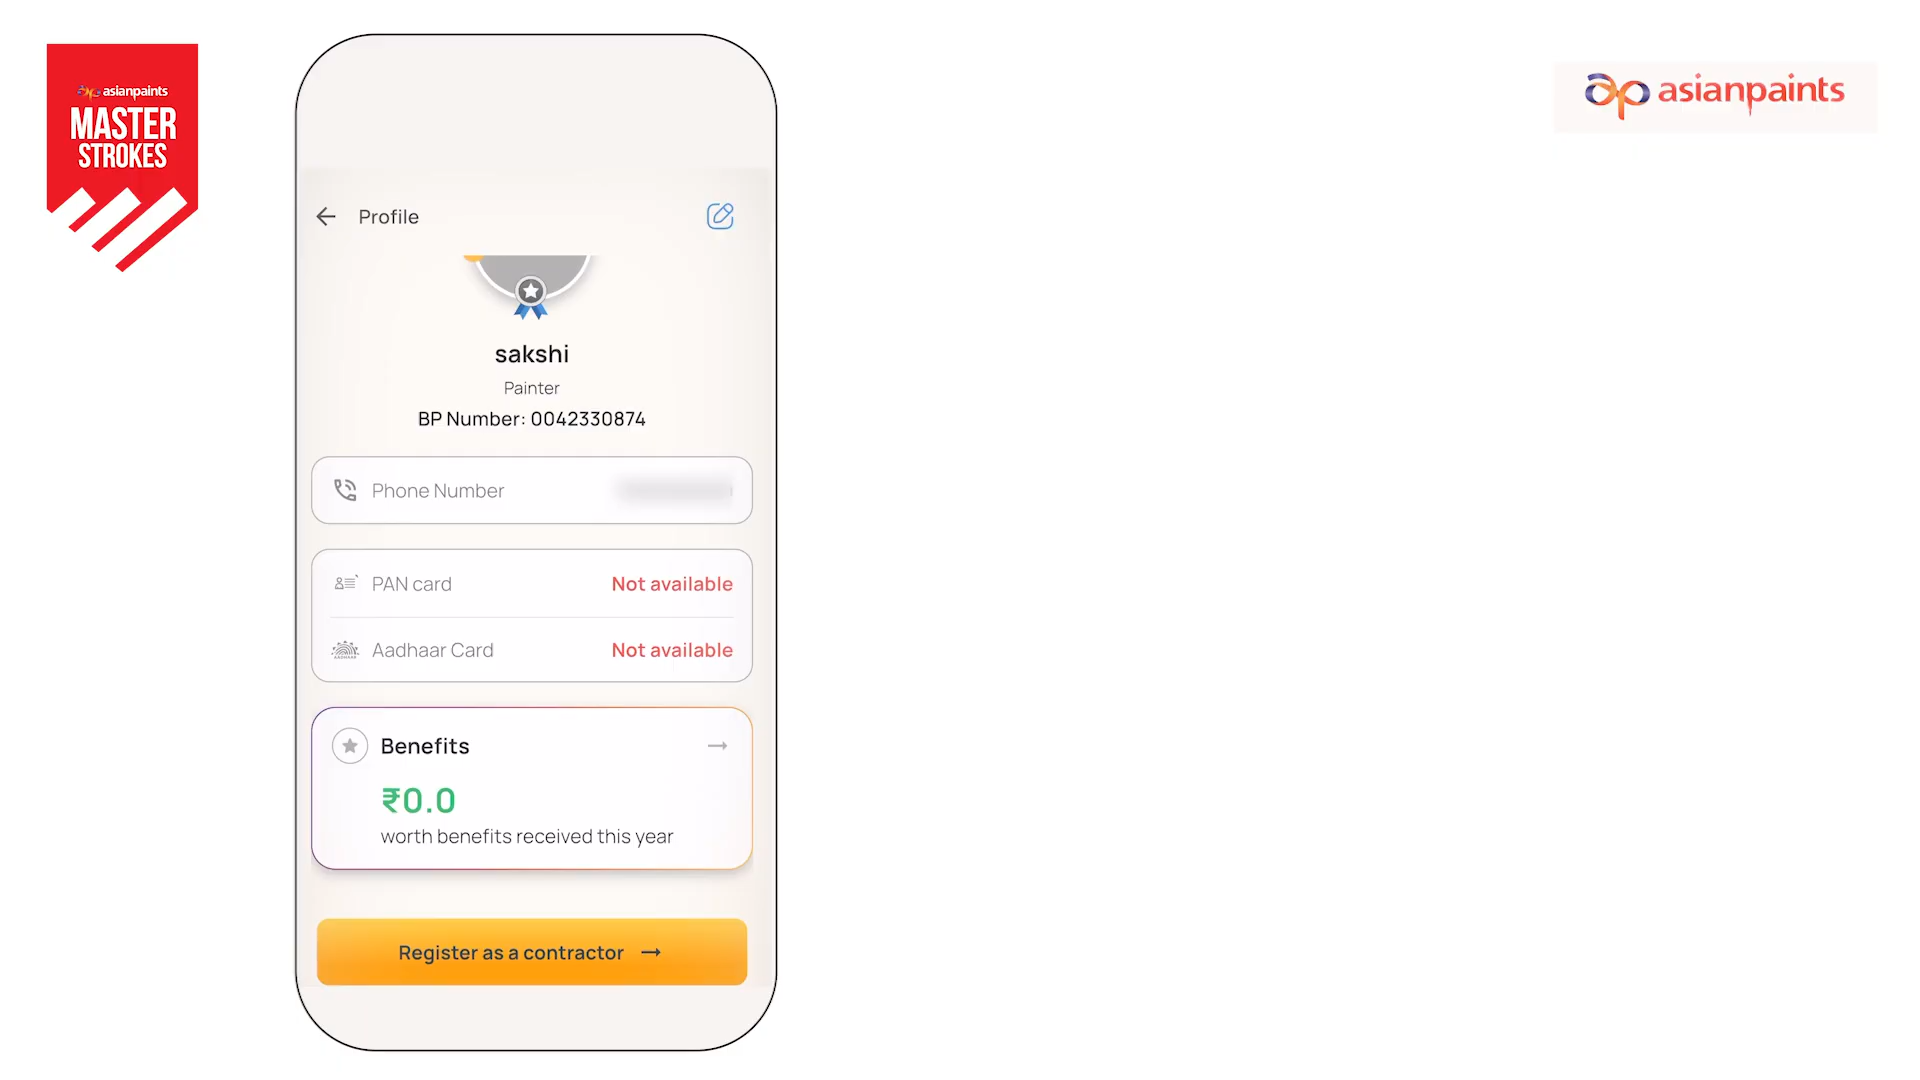 asianpaints
MASTER
STROKES
asianpaints
Profile
sakshi
Painter
BP Number: 0042330874
Phone Number
PAN card Not available
Aadhaar Card Not available
Benefits
₹0.0
worth benefits received this year
Register as a contractor